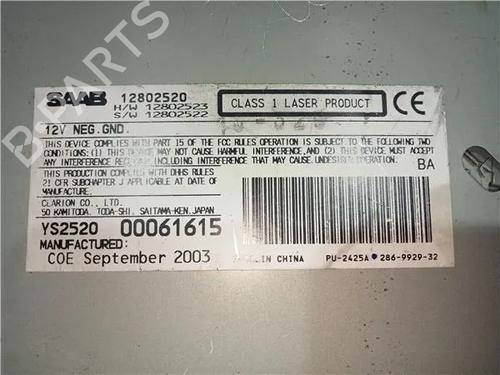 B-PARTS
SAAB 12802520
H/W 12802523
S/W 12802522
CLASS 1 LASER PRODUCT
CE
12V NEG.GND.
THIS DEVICE COMPLIES WITH PART 15 OF THE FCC RULES OPERATION IS SUBJECT TO THE FOLLOWING
TWO CONDITIONS: (1) THIS DEVICE MAY NOT CAUSE HARMFUL INTERFERENCE, AND (2) THIS DEVICE MUST ACCEPT
ANY INTERFERENCE RECEIVED, INCLUDING INTERFERENCE THAT MAY CAUSE UNDESIRED OPERATION.
THIS PRODUCTION COMPLIES WITH DHHS RULES
21 CFR SUBCHAPTER J APPLICABLE AT DATE OF
MANUFACTURE.
BA
CLARION CO., LTD.
50 KAMITODA, TODA-SHI, SAITAMA-KEN, JAPAN
YS2520 00061615
MANUFACTURED:
COE September 2003
IN CHINA
PU-2425A 286-9929-32